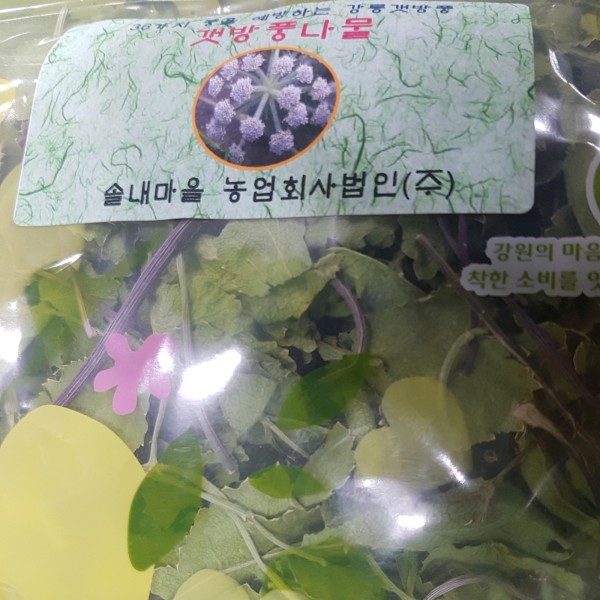 36가지 풍을 예방하는 강릉갯방풍
갯방풍나물
솔내마을 농업회사법인(주)
강원의 마음
착한 소비를 잇